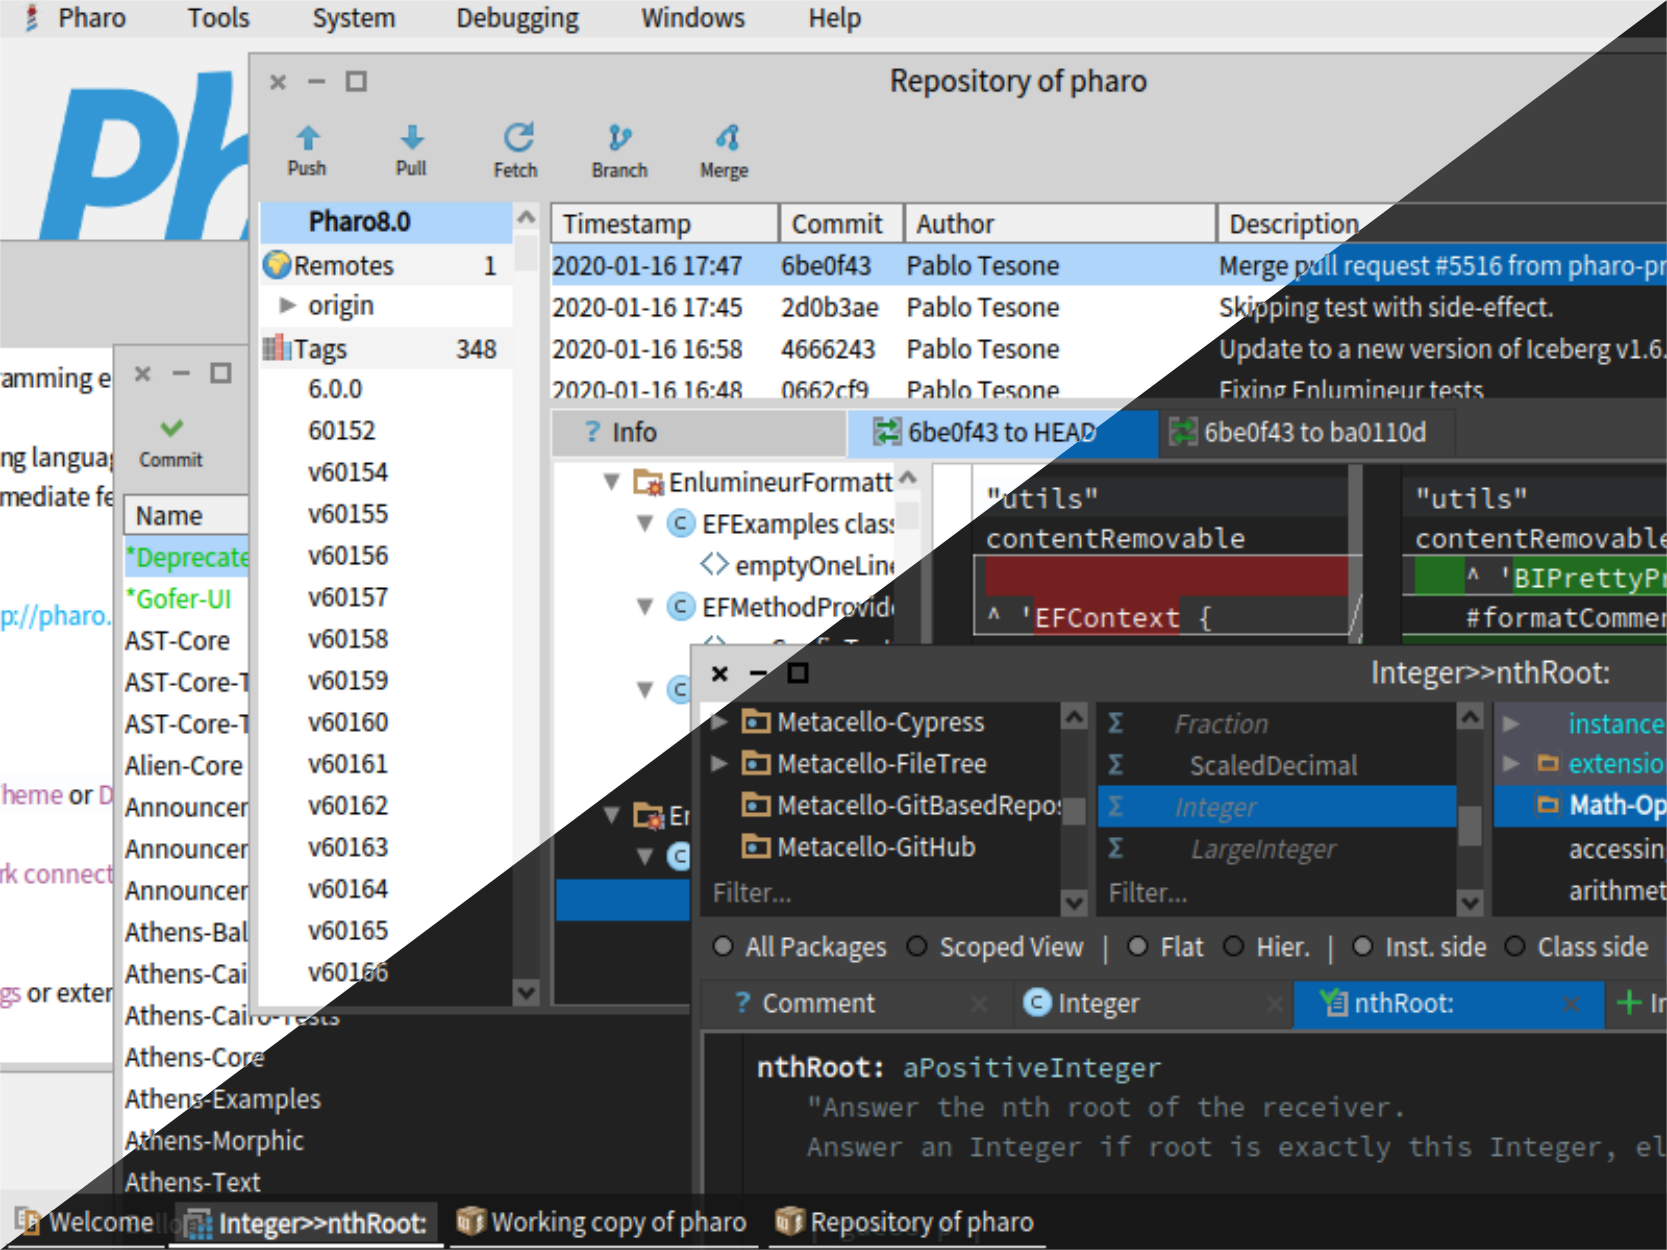 Pharo Tools System Debugging Windows Help
Ph
Repository of pharo
Push Pull Fetch Branch Merge
Pharo8.0
Remotes 1
origin
Tags 348
6.0.0
60152
v60154
v60155
v60156
v60157
v60158
v60159
v60160
v60161
v60162
v60163
v60164
v60165
v60166
Timestamp Commit Author Description
2020-01-16 17:47 6be0f43 Pablo Tesone Merge pull request #5516 from pharo-pr
2020-01-16 17:45 2d0b3ae Pablo Tesone Skipping test with side-effect.
2020-01-16 16:58 4666243 Pablo Tesone Update to a new version of Iceberg v1.6.
2020-01-16 16:48 0662cf9 Pablo Tesone Fixing Enlumineur tests
? Info 6be0f43 to HEAD 6be0f43 to ba0110d
EnlumineurFormatt
EFExamples class
emptyOneLine
EFMethodProvide
"utils"
contentRemovable
^ 'EFContext {
"utils"
contentRemovable
^ 'BIPrettyPr
#formatCommen
amming e
ng languag
mediate fe
p://pharo.
heme or D
rk connect
gs or exter
Commit
Name
*Deprecate
*Gofer-UI
AST-Core
AST-Core-T
AST-Core-T
Alien-Core
Announcer
Announcer
Announcer
Athens-Bal
Athens-Cai
Athens-Cairo-Tests
Athens-Core
Athens-Examples
Athens-Morphic
Athens-Text
Integer>>nthRoot:
Metacello-Cypress
Metacello-FileTree
Metacello-GitBasedRepos
Metacello-GitHub
Filter...
Fraction
ScaledDecimal
Integer
LargeInteger
Filter...
instance
extensio
Math-Op
accessin
arithmet
All Packages Scoped View | Flat Hier. | Inst. side Class side
? Comment Integer nthRoot: + In
nthRoot: aPositiveInteger
"Answer the nth root of the receiver.
Answer an Integer if root is exactly this Integer, el
Welcome Integer>>nthRoot: Working copy of pharo Repository of pharo